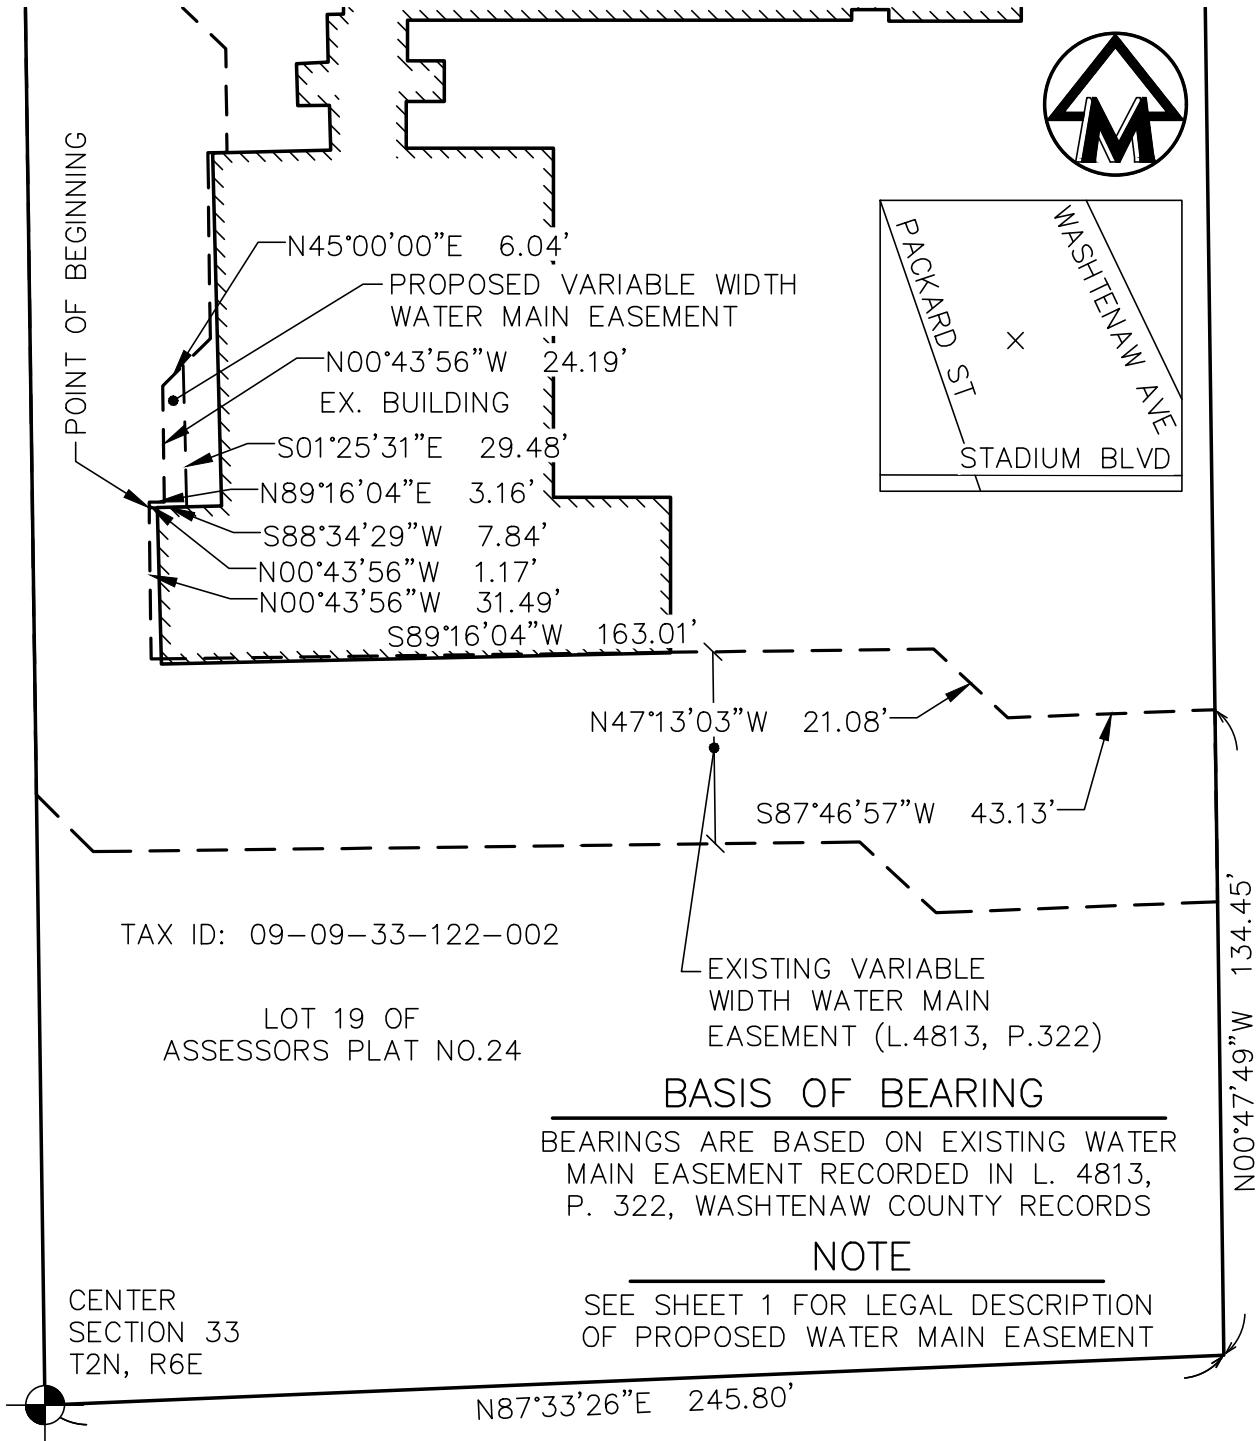 M
POINT OF BEGINNING
N45°00'00"E 6.04'
PROPOSED VARIABLE WIDTH
WATER MAIN EASEMENT
N00°43'56"W 24.19'
EX. BUILDING
S01°25'31"E 29.48'
N89°16'04"E 3.16'
S88°34'29"W 7.84'
N00°43'56"W 1.17'
N00°43'56"W 31.49'
S89°16'04"W 163.01'
PACKARD ST
WASHTENAW AVE
STADIUM BLVD
N47°13'03"W 21.08'
S87°46'57"W 43.13'
TAX ID: 09-09-33-122-002
LOT 19 OF
ASSESSORS PLAT NO.24
EXISTING VARIABLE
WIDTH WATER MAIN
EASEMENT (L.4813, P.322)
N00°47'49"W 134.45'
BASIS OF BEARING
BEARINGS ARE BASED ON EXISTING WATER
MAIN EASEMENT RECORDED IN L. 4813,
P. 322, WASHTENAW COUNTY RECORDS
NOTE
SEE SHEET 1 FOR LEGAL DESCRIPTION
OF PROPOSED WATER MAIN EASEMENT
CENTER
SECTION 33
T2N, R6E
N87°33'26"E 245.80'